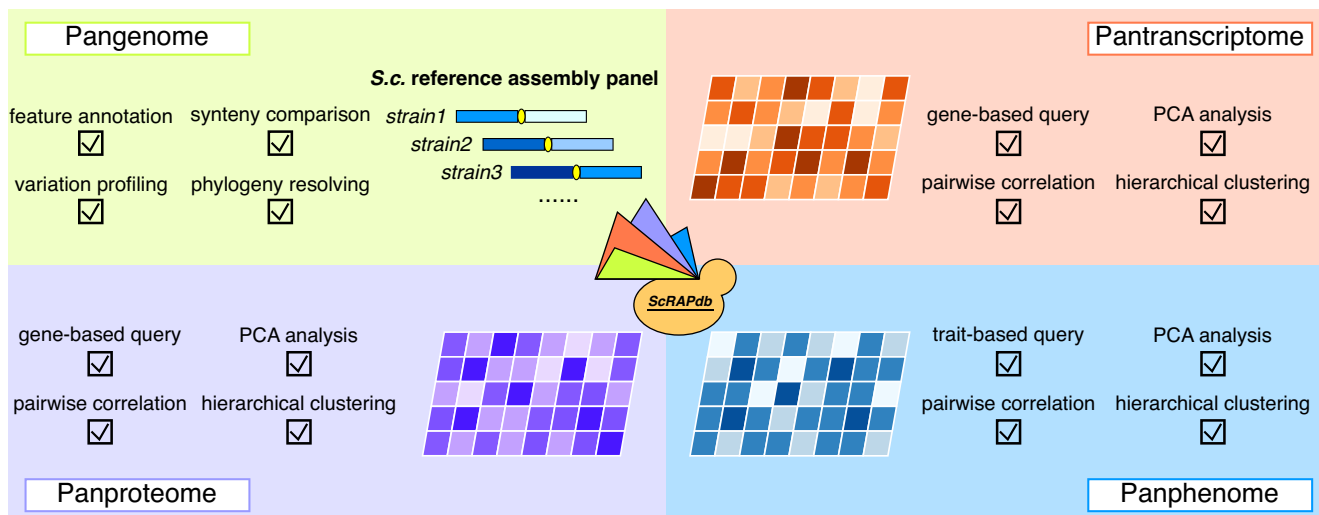 Pangenome
S.c. reference assembly panel
feature annotation
synteny comparison
variation profiling
phylogeny resolving
strain1
strain2
strain3
......
Pantranscriptome
gene-based query
PCA analysis
pairwise correlation
hierarchical clustering
ScRAPdb
gene-based query
PCA analysis
pairwise correlation
hierarchical clustering
Panproteome
trait-based query
PCA analysis
pairwise correlation
hierarchical clustering
Panphenome